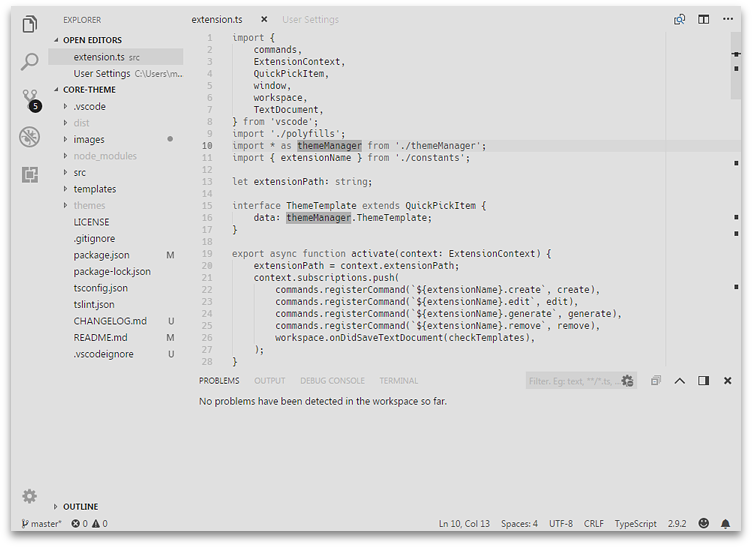 EXPLORER
OPEN EDITORS
extension.ts src
User Settings C:\Users\m...
CORE-THEME
.vscode
dist
images
node_modules
src
templates
themes
LICENSE
.gitignore
package.json M
package-lock.json
tsconfig.json
tslint.json
CHANGELOG.md U
README.md M
.vscodeignore U
OUTLINE
5
extension.ts User Settings
1 import {
2 commands,
3 ExtensionContext,
4 QuickPickItem,
5 window,
6 workspace,
7 TextDocument,
8 } from 'vscode';
9 import './polyfills';
10 import * as themeManager from './themeManager';
11 import { extensionName } from './constants';
12
13 let extensionPath: string;
14
15 interface ThemeTemplate extends QuickPickItem {
16 data: themeManager.ThemeTemplate;
17 }
18
19 export async function activate(context: ExtensionContext) {
20 extensionPath = context.extensionPath;
21 context.subscriptions.push(
22 commands.registerCommand(`${extensionName}.create`, create),
23 commands.registerCommand(`${extensionName}.edit`, edit),
24 commands.registerCommand(`${extensionName}.generate`, generate),
25 commands.registerCommand(`${extensionName}.remove`, remove),
26 workspace.onDidSaveTextDocument(checkTemplates),
27 );
28 }
PROBLEMS OUTPUT DEBUG CONSOLE TERMINAL Filter. Eg: text, **/*.ts, ...
No problems have been detected in the workspace so far.
master* 0 0 Ln 10, Col 13 Spaces: 4 UTF-8 CRLF TypeScript 2.9.2